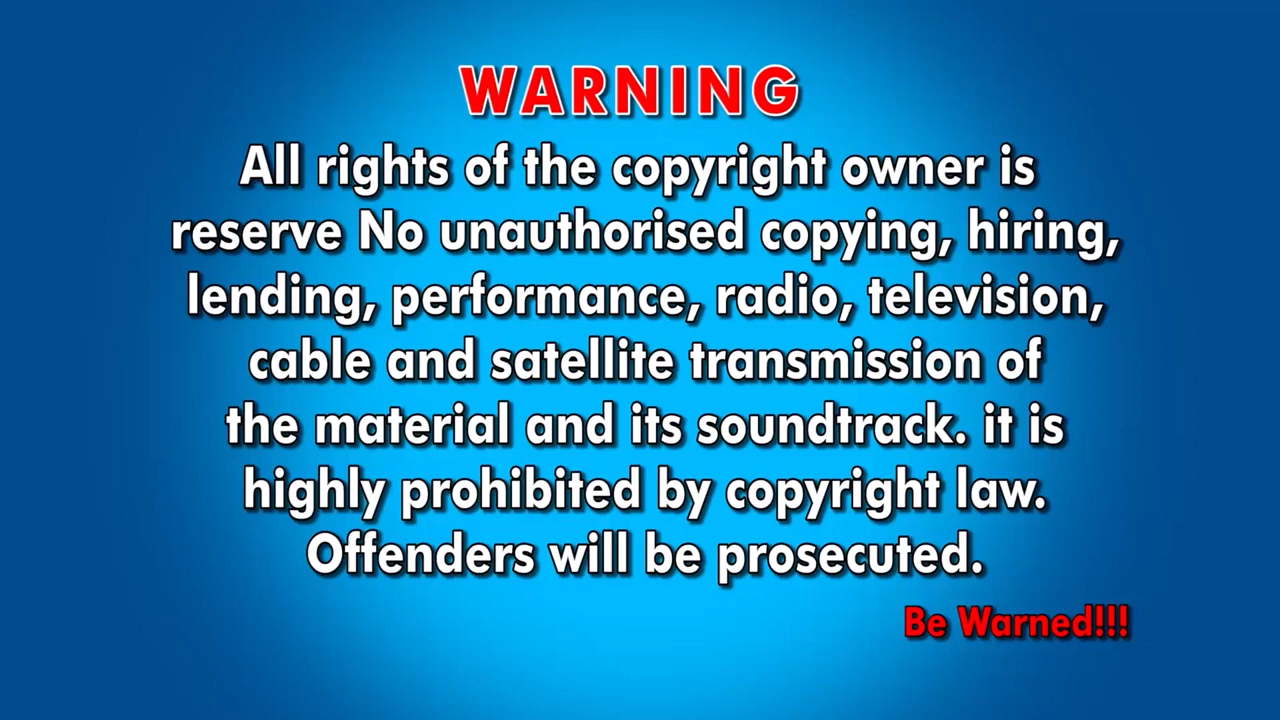 WARNING
All rights of the copyright owner is
reserve No unauthorised copying, hiring,
lending, performance, radio, television,
cable and satellite transmission of
the material and its soundtrack. it is
highly prohibited by copyright law.
Offenders will be prosecuted.
Be Warned!!!